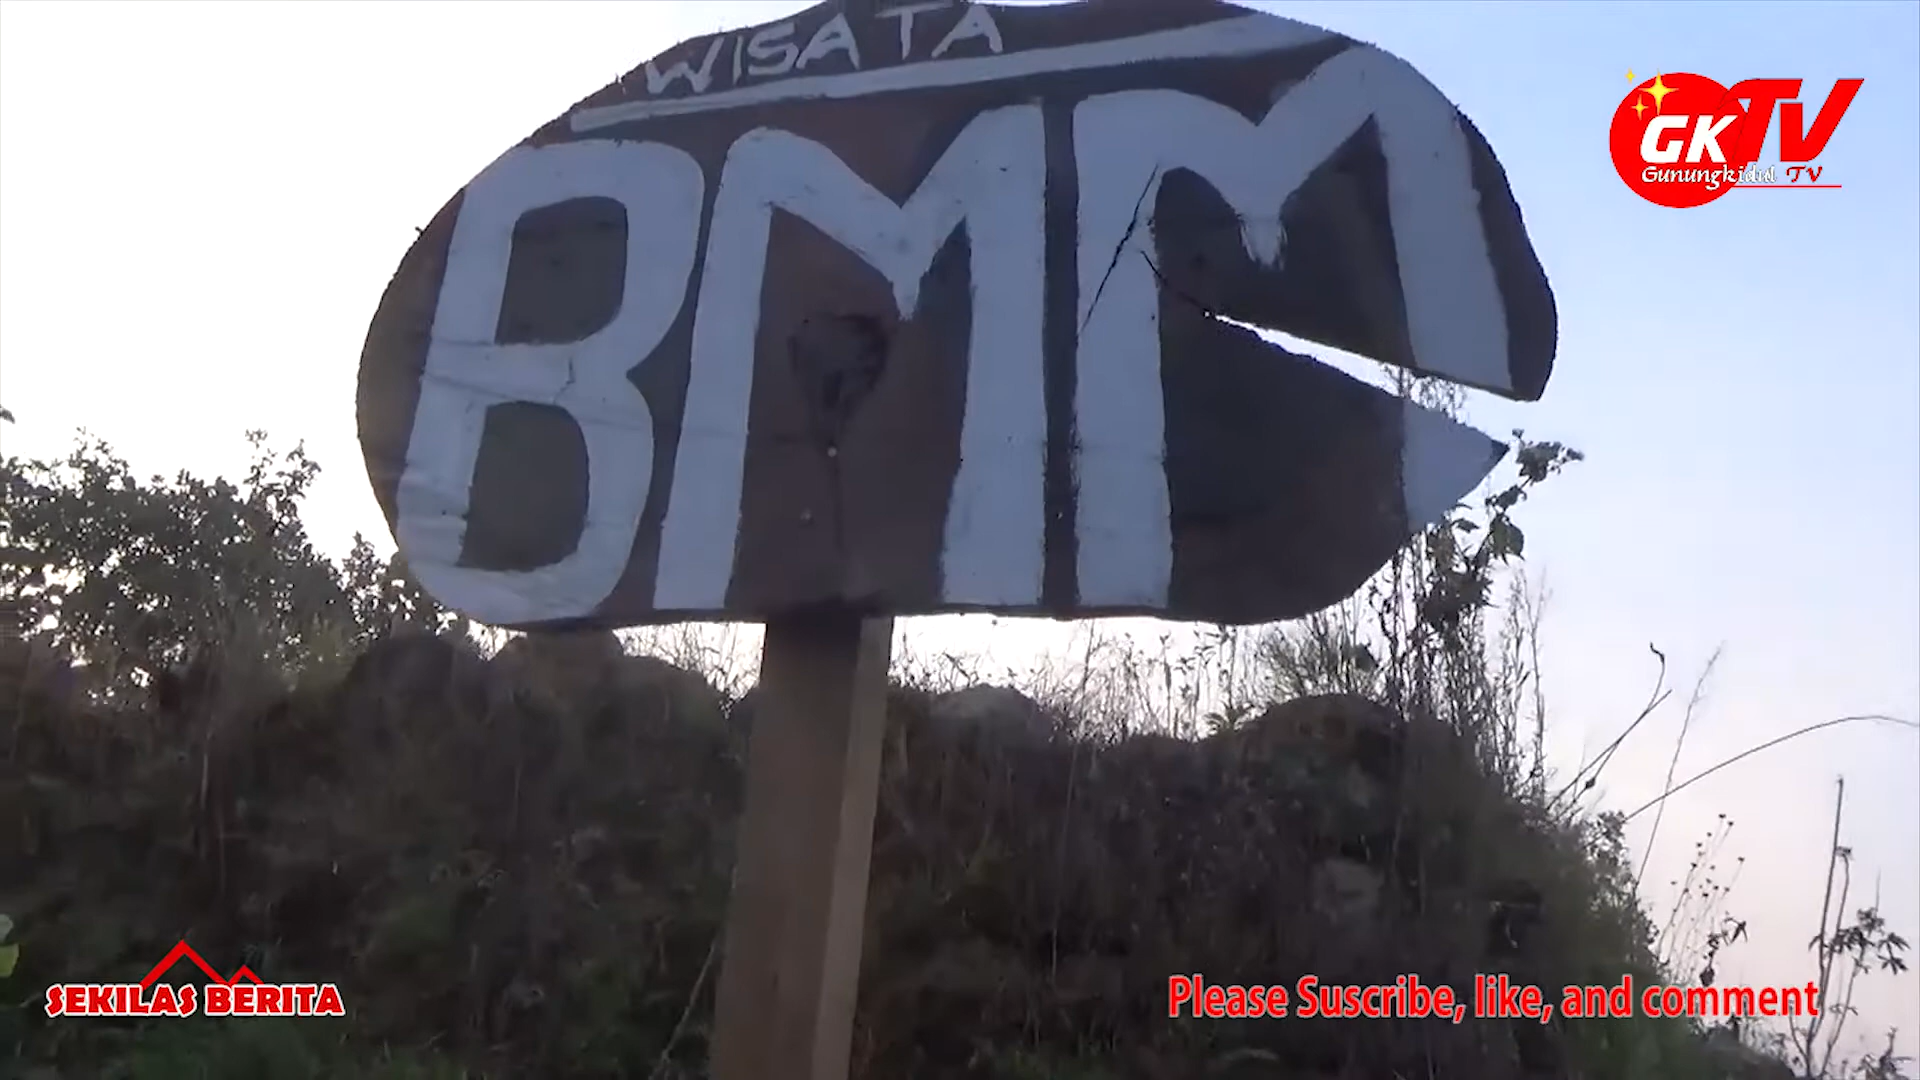 WISATA
BMM
GKTV
Gunungkidul TV
SEKILAS BERITA
Please Suscribe, like, and comment